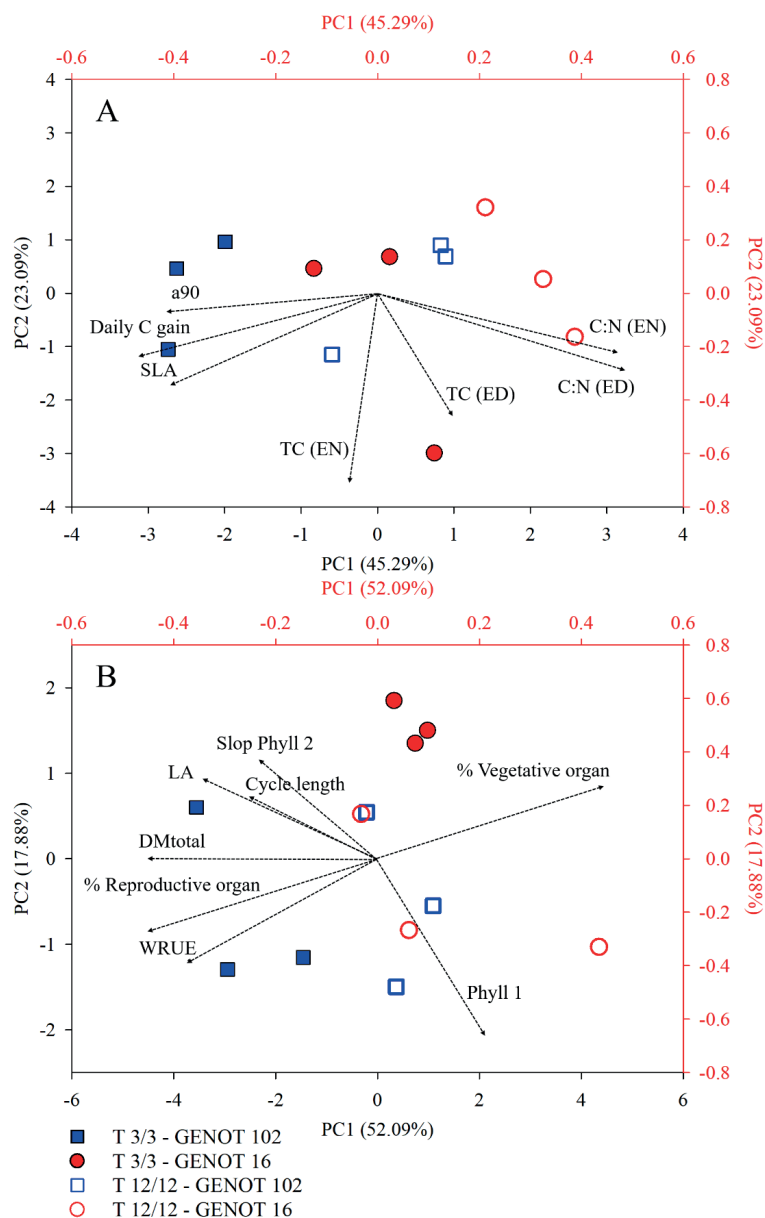 PC1 (45.29%)
-0.6 -0.4 -0.2 0.0 0.2 0.4 0.6
A
4
3
2
1
0
-1
-2
-3
-4
PC2 (23.09%)
0.8
0.6
0.4
0.2
0.0
-0.2
-0.4
-0.6
-0.8
PC2 (23.09%)
a90
Daily C gain
SLA
TC (EN)
TC (ED)
C:N (EN)
C:N (ED)
-4 -3 -2 -1 0 1 2 3 4
PC1 (45.29%)
PC1 (52.09%)
-0.6 -0.4 -0.2 0.0 0.2 0.4 0.6
B
2
1
0
-1
-2
PC2 (17.88%)
0.8
0.6
0.4
0.2
0.0
-0.2
-0.4
-0.6
-0.8
PC2 (17.88%)
Slop Phyll 2
LA
Cycle length
% Vegetative organ
DMtotal
% Reproductive organ
WRUE
Phyll 1
-6 -4 -2 0 2 4 6
PC1 (52.09%)
T 3/3 - GENOT 102
T 3/3 - GENOT 16
T 12/12 - GENOT 102
T 12/12 - GENOT 16